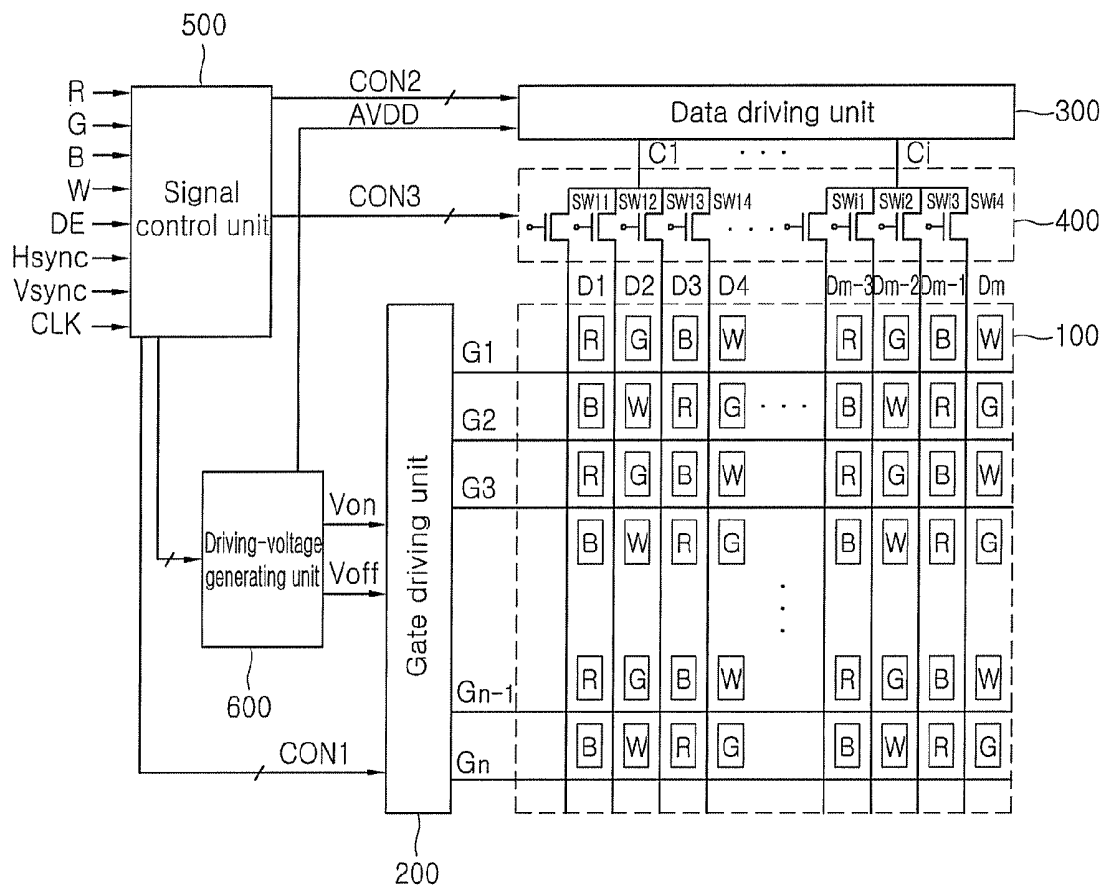 500
R
G
B
W
DE
Hsync
Vsync
CLK
Signal
control unit
CON2
AVDD
CON3
Data driving unit
300
C1 · · · Ci
SW11 SW12 SW13 SW14 SWi1 SWi2 SWi3 SWi4
· · ·
400
D1 D2 D3 D4 Dm-3 Dm-2 Dm-1 Dm
100
R G B W R G B W
G1
B W R G · · · B W R G
G2
R G B W R G B W
G3
B W R G B W R G
R G B W R G B W
Gn-1
B W R G B W R G
Gn
Driving-voltage
generating unit
600
Von
Voff
Gate driving unit
CON1
200